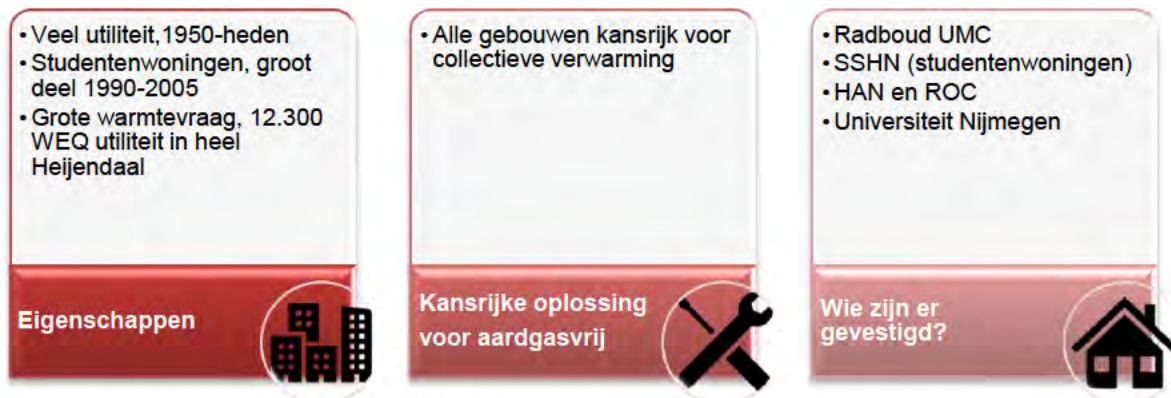 • Veel utiliteit,1950-heden
• Studentenwoningen, groot
deel 1990-2005
• Grote warmtevraag, 12.300
WEQ utiliteit in heel
Heijendaal
Eigenschappen
• Alle gebouwen kansrijk voor
collectieve verwarming
Kansrijke oplossing
voor aardgasvrij
• Radboud UMC
• SSHN (studentenwoningen)
• HAN en ROC
• Universiteit Nijmegen
Wie zijn er
gevestigd?